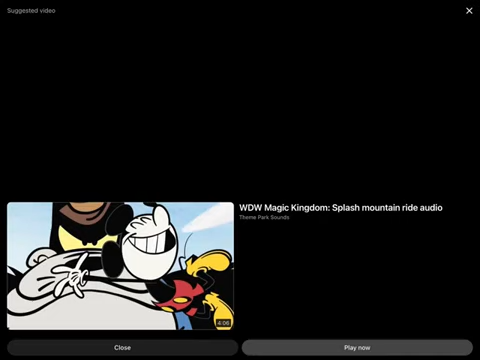 Suggested video
WDW Magic Kingdom: Splash mountain ride audio
Theme Park Sounds
4:06
Close
Play now